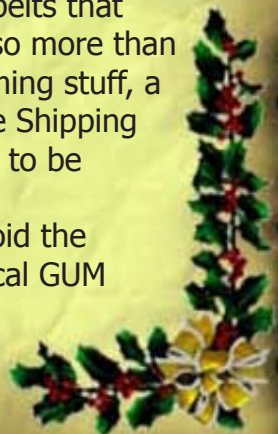 belts that
so more than
ning stuff, a
e Shipping
to be
oid the
cal GUM